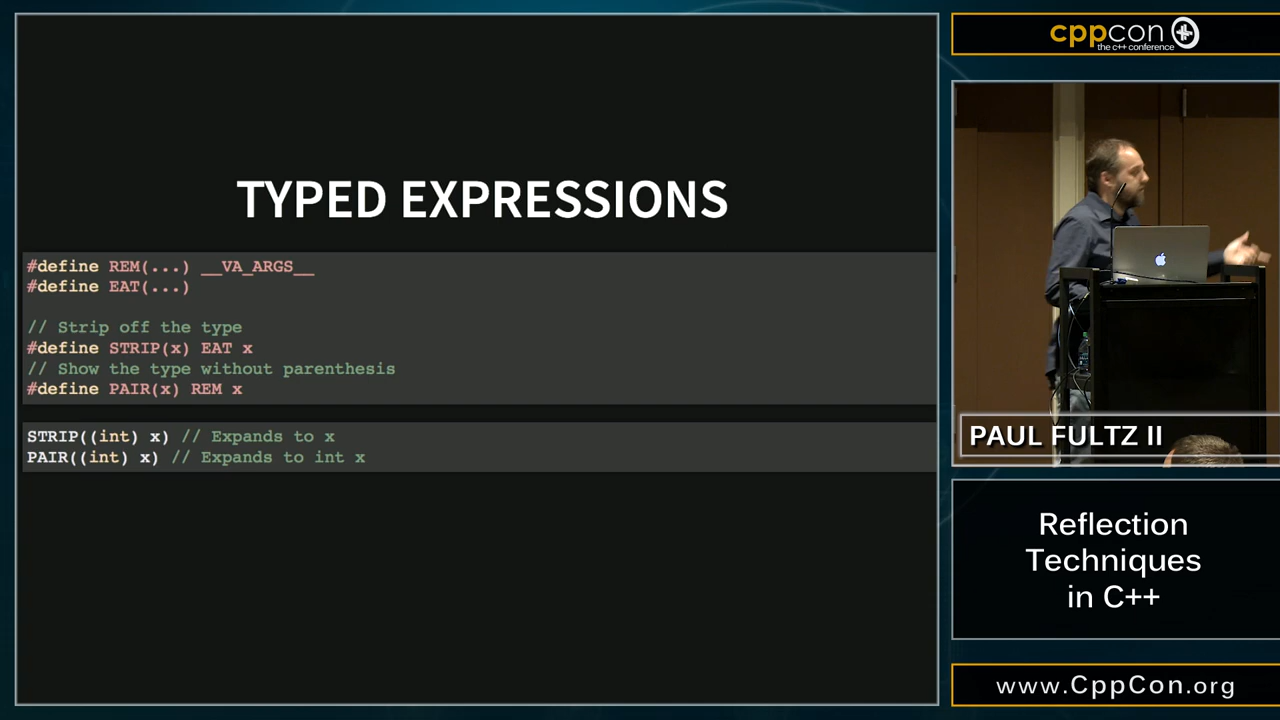 TYPED EXPRESSIONS
#define REM(...) __VA_ARGS__
#define EAT(...)
// Strip off the type
#define STRIP(x) EAT x
// Show the type without parenthesis
#define PAIR(x) REM x
STRIP((int) x) // Expands to x
PAIR((int) x) // Expands to int x
cppcon
the c++ conference
PAUL FULTZ II
Reflection
Techniques
in C++
www.CppCon.org